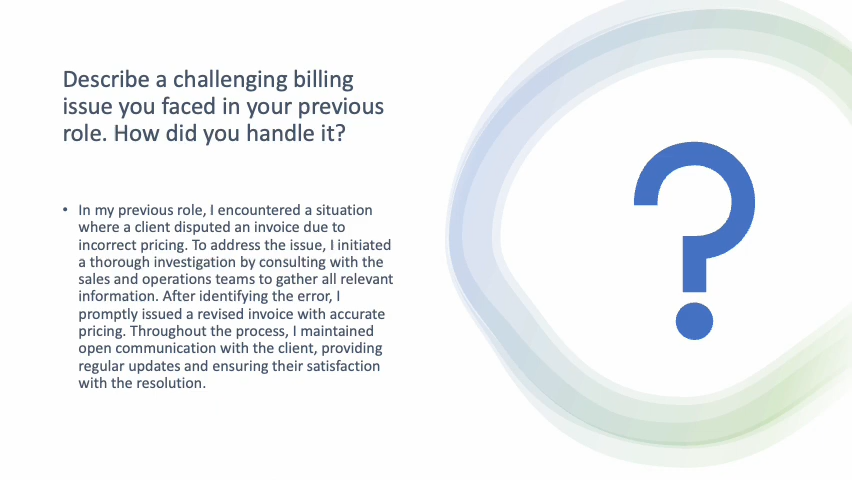 Describe a challenging billing
issue you faced in your previous
role. How did you handle it?
• In my previous role, I encountered a situation
where a client disputed an invoice due to
incorrect pricing. To address the issue, I initiated
a thorough investigation by consulting with the
sales and operations teams to gather all relevant
information. After identifying the error, I
promptly issued a revised invoice with accurate
pricing. Throughout the process, I maintained
open communication with the client, providing
regular updates and ensuring their satisfaction
with the resolution.
?